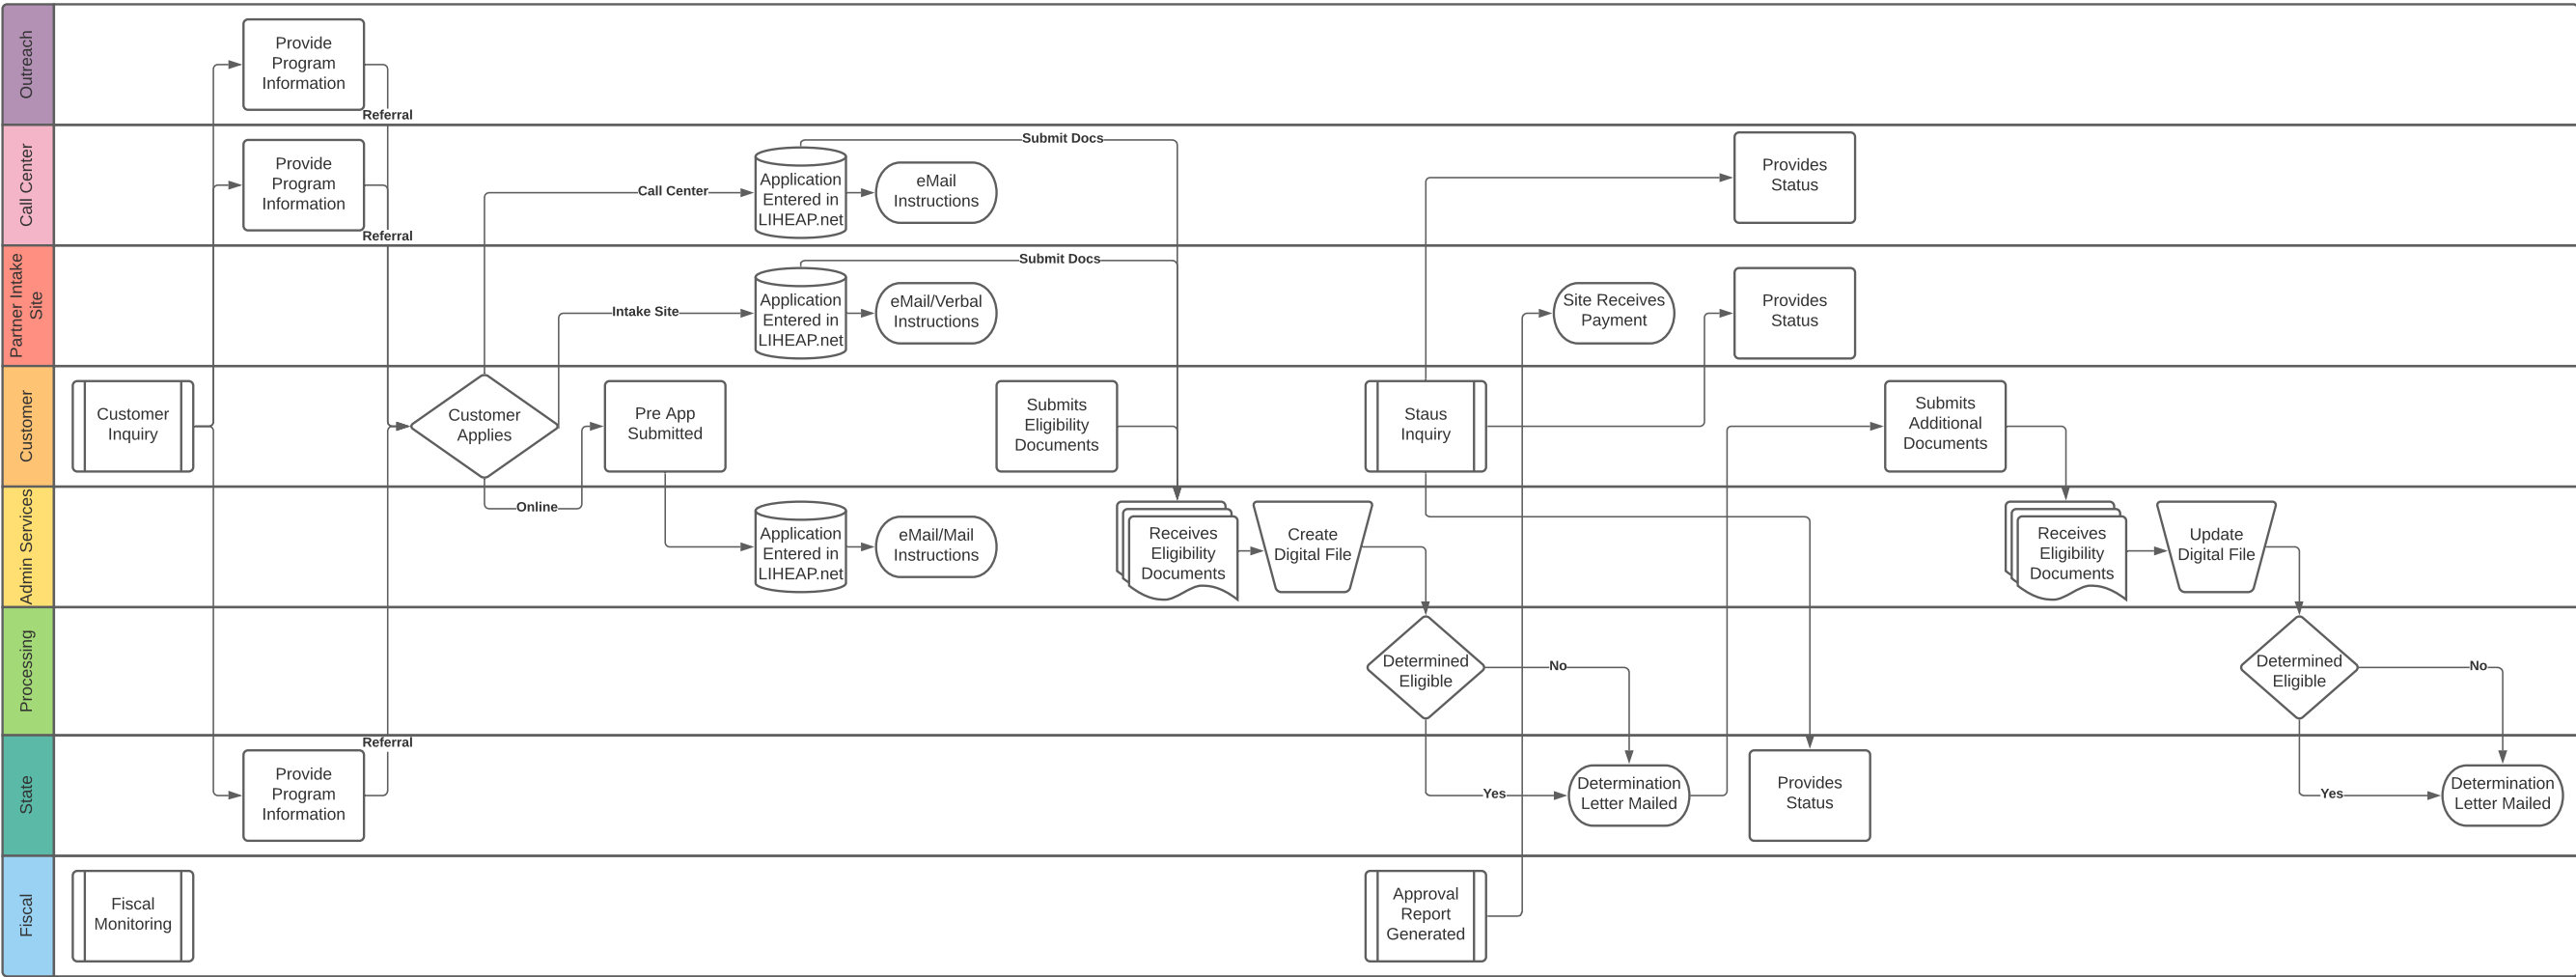 Outreach
Provide
Program
Information
Referral
Call Center
Provide
Program
Information
Referral
Call Center
Application
Entered in
LIHEAP.net
Submit Docs
eMail
Instructions
Provides
Status
Partner Intake
Site
Intake Site
Application
Entered in
LIHEAP.net
Submit Docs
eMail/Verbal
Instructions
Site Receives
Payment
Provides
Status
Customer
Customer
Inquiry
Customer
Applies
Pre App
Submitted
Submits
Eligibility
Documents
Staus
Inquiry
Submits
Additional
Documents
Admin Services
Online
Application
Entered in
LIHEAP.net
eMail/Mail
Instructions
Receives
Eligibility
Documents
Create
Digital File
Receives
Eligibility
Documents
Update
Digital File
Processing
Determined
Eligible
No
Determined
Eligible
No
State
Referral
Provide
Program
Information
Yes
Determination
Letter Mailed
Provides
Status
Yes
Determination
Letter Mailed
Fiscal
Fiscal
Monitoring
Approval
Report
Generated